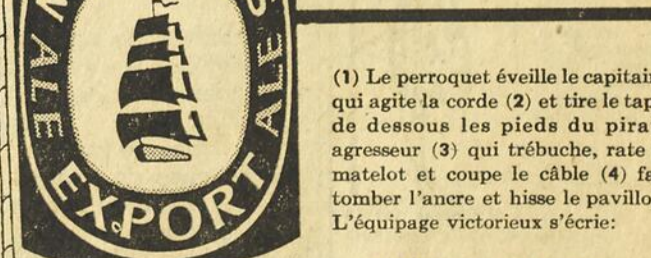 W ALE
EXPORT
ALE S
(1) Le perroquet éveille le capitain
qui agite la corde (2) et tire le tap
de dessous les pieds du pira
agresseur (3) qui trébuche, rate
matelot et coupe le câble (4) fa
tomber l'ancre et hisse le pavillo
L'équipage victorieux s'écrie: